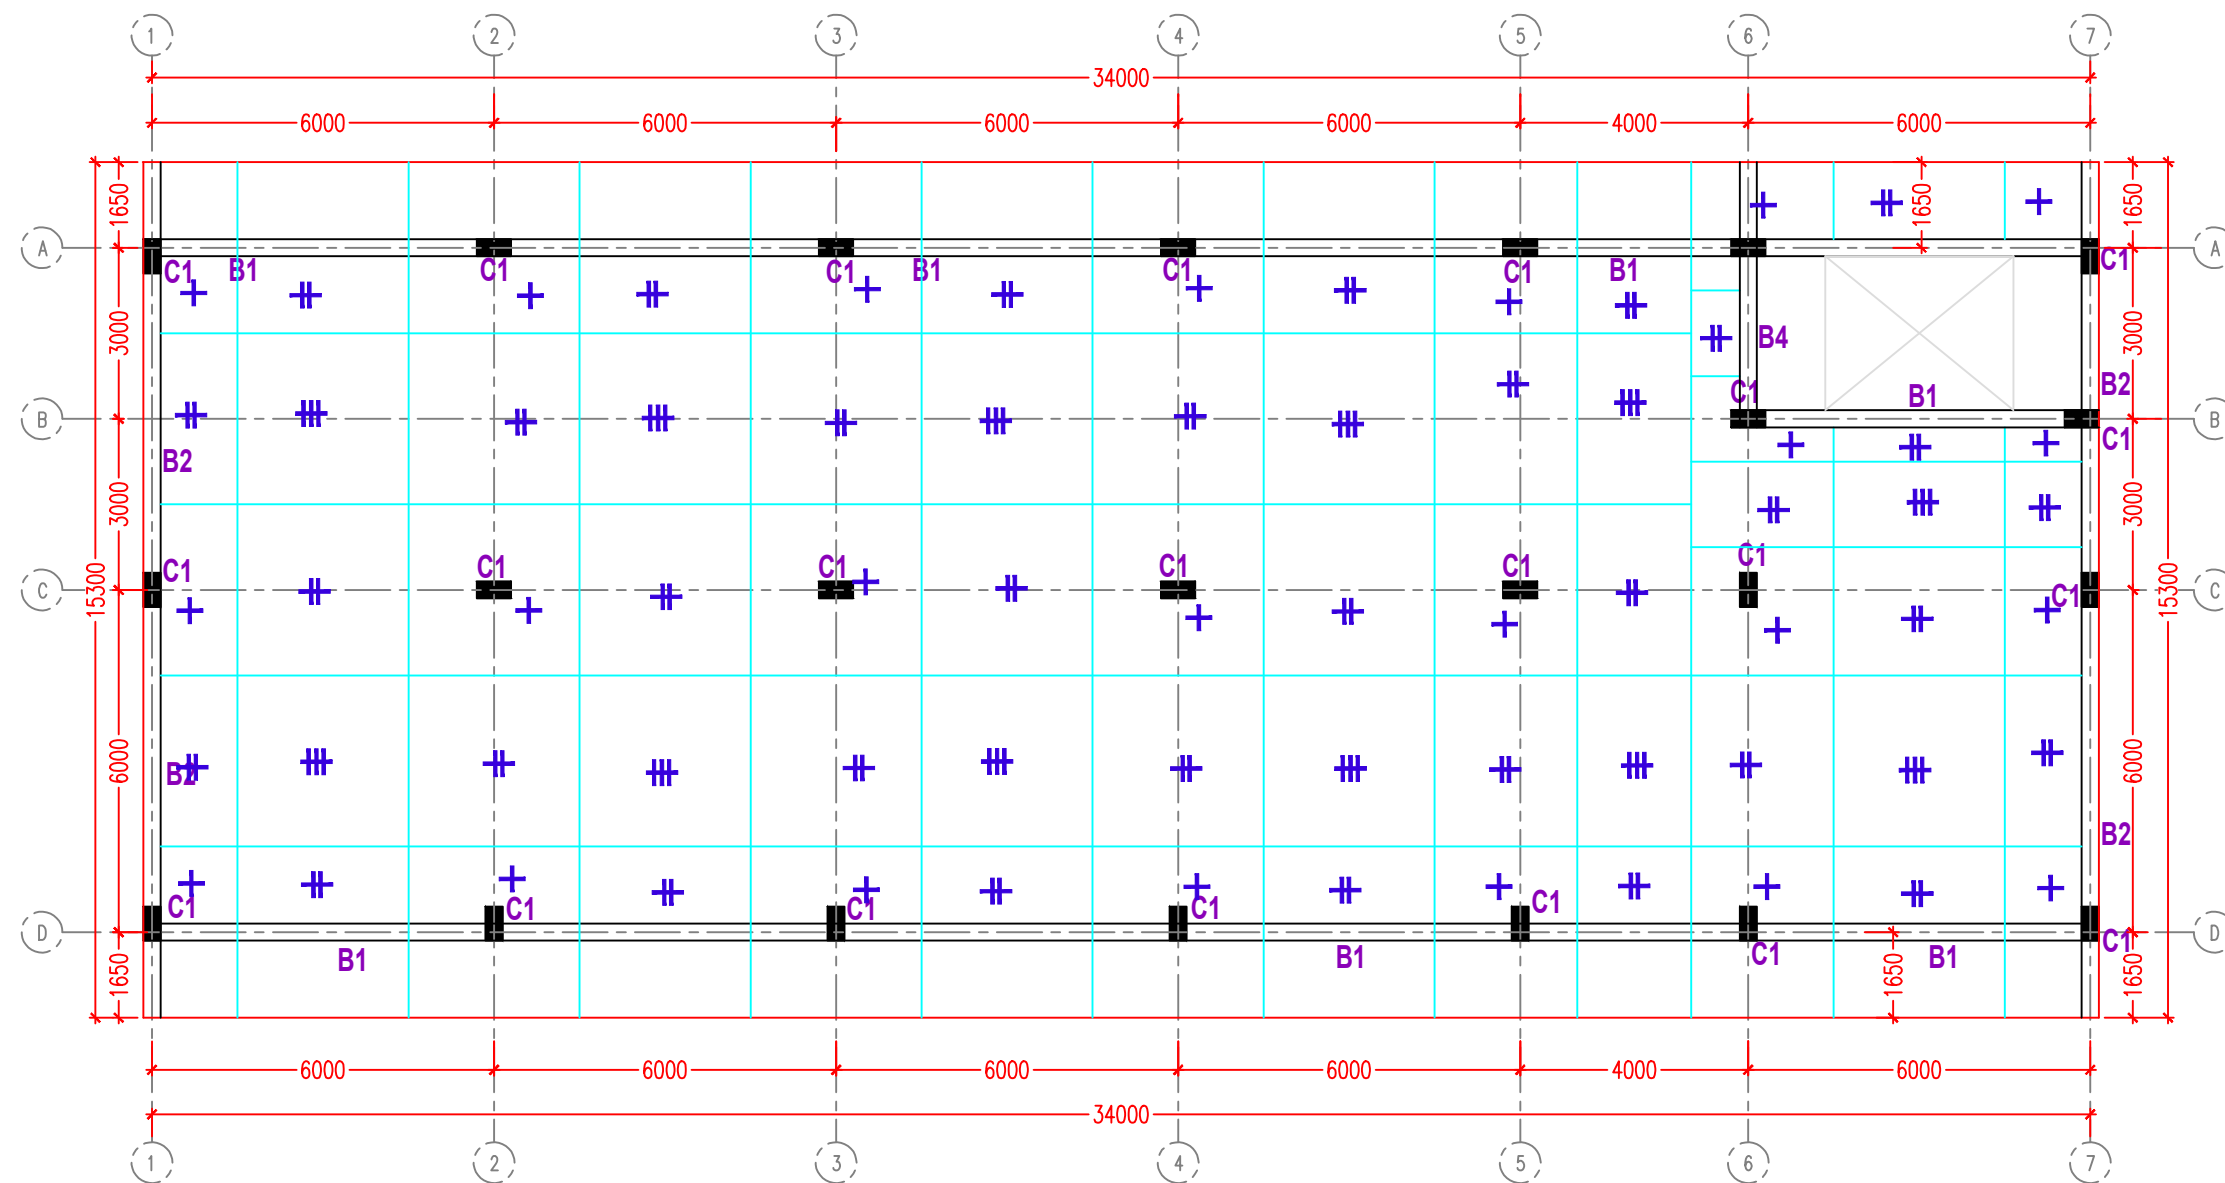 1 2 3 4 5 6 7
34000
6000 6000 6000 6000 4000 6000
1650 1650 1650
A A
C1 B1 C1 C1 B1 C1 C1 B1 C1
3000 B4 3000
C1 B1 B2
B B
B2 C1
3000 3000
C1 C1 C1 C1 C1 C1 C1
15300 15300
C C
6000 B2 6000
B2
C1 C1 C1 C1 C1
D D
B1 B1 C1 B1 C1
1650 1650 1650
6000 6000 6000 6000 4000 6000
34000
1 2 3 4 5 6 7